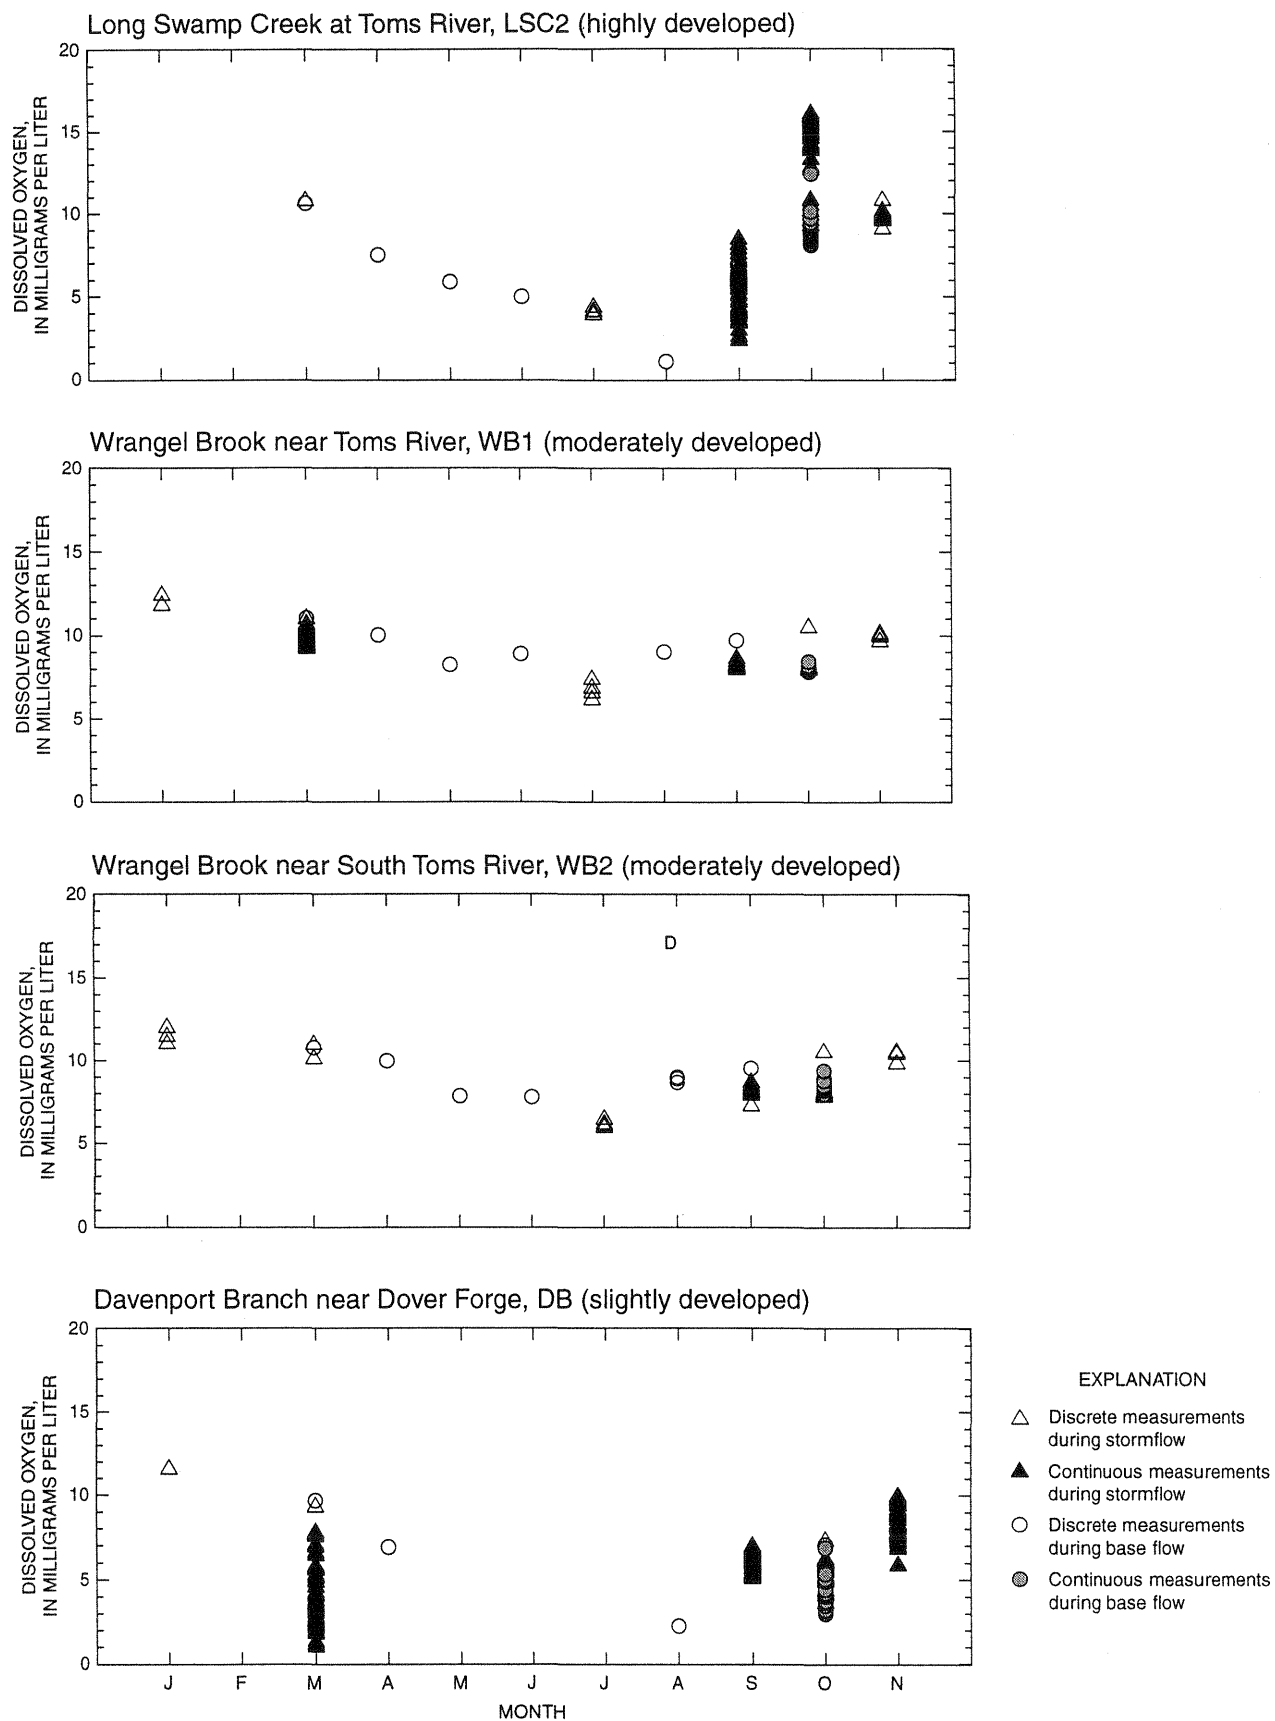 Long Swamp Creek at Toms River, LSC2 (highly developed)
20
15
10
5
0
DISSOLVED OXYGEN,
IN MILLIGRAMS PER LITER
Wrangel Brook near Toms River, WB1 (moderately developed)
20
15
10
5
0
DISSOLVED OXYGEN,
IN MILLIGRAMS PER LITER
Wrangel Brook near South Toms River, WB2 (moderately developed)
20
15
10
5
0
DISSOLVED OXYGEN,
IN MILLIGRAMS PER LITER
D
Davenport Branch near Dover Forge, DB (slightly developed)
20
15
10
5
0
DISSOLVED OXYGEN,
IN MILLIGRAMS PER LITER
J F M A M J J A S O N
MONTH
EXPLANATION
Discrete measurements
during stormflow
Continuous measurements
during stormflow
Discrete measurements
during base flow
Continuous measurements
during base flow